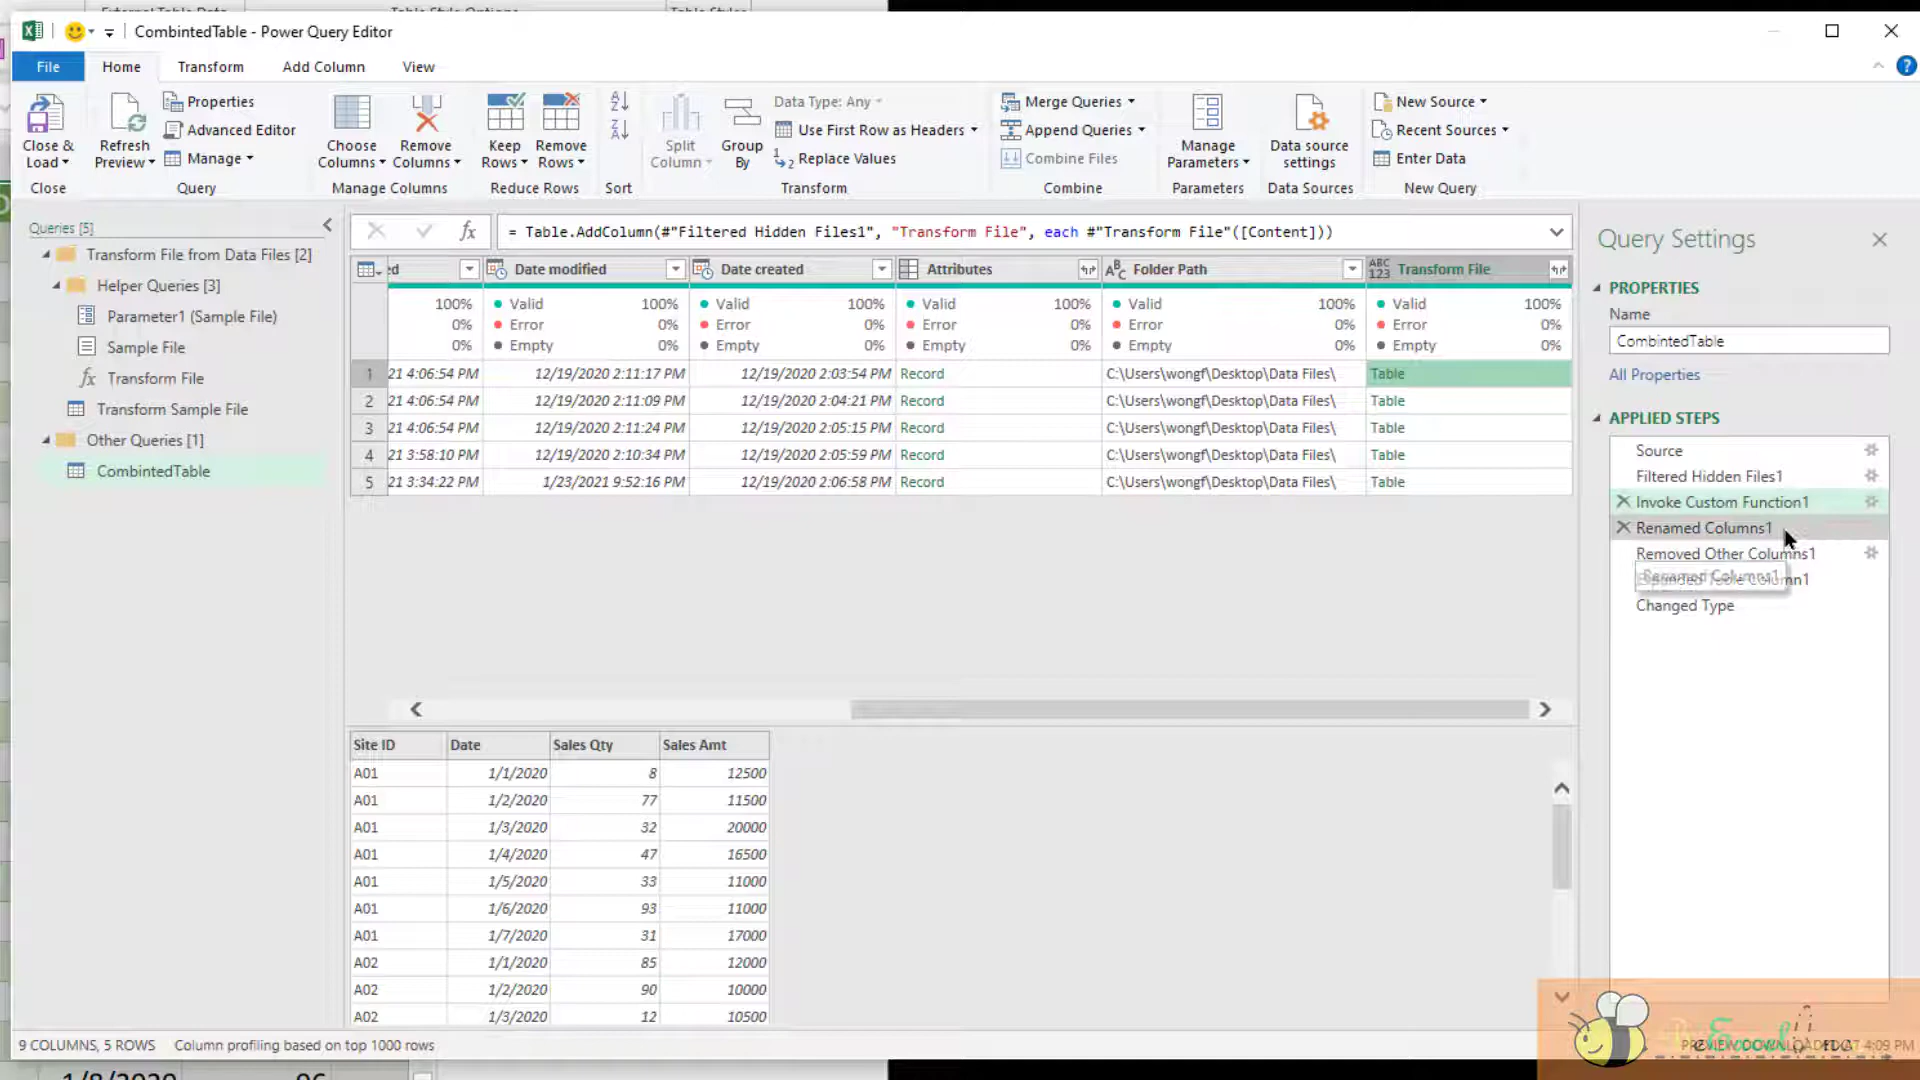 External Table Data Table Style Options Table Styles
CombintedTable - Power Query Editor
File Home Transform Add Column View
Close & Load
Close
Refresh Preview
Properties
Advanced Editor
Manage
Query
Choose Columns
Remove Columns
Manage Columns
Keep Rows
Remove Rows
Reduce Rows
Sort
Split Column
Group By
Data Type: Any
Use First Row as Headers
Replace Values
Transform
Merge Queries
Append Queries
Combine Files
Combine
Manage Parameters
Parameters
Data source settings
Data Sources
New Source
Recent Sources
Enter Data
New Query
Queries [5]
Transform File from Data Files [2]
Helper Queries [3]
Parameter1 (Sample File)
Sample File
fx Transform File
Transform Sample File
Other Queries [1]
CombintedTable
fx = Table.AddColumn(#"Filtered Hidden Files1", "Transform File", each #"Transform File"([Content]))
ed Date modified Date created Attributes Folder Path Transform File
100% Valid 100% Valid 100% Valid 100% Valid 100% Valid 100%
0% Error 0% Error 0% Error 0% Error 0% Error 0%
0% Empty 0% Empty 0% Empty 0% Empty 0% Empty 0%
1 21 4:06:54 PM 12/19/2020 2:11:17 PM 12/19/2020 2:03:54 PM Record C:\Users\wongf\Desktop\Data Files\ Table
2 21 4:06:54 PM 12/19/2020 2:11:09 PM 12/19/2020 2:04:21 PM Record C:\Users\wongf\Desktop\Data Files\ Table
3 21 4:06:54 PM 12/19/2020 2:11:24 PM 12/19/2020 2:05:15 PM Record C:\Users\wongf\Desktop\Data Files\ Table
4 21 3:58:10 PM 12/19/2020 2:10:34 PM 12/19/2020 2:05:59 PM Record C:\Users\wongf\Desktop\Data Files\ Table
5 21 3:34:22 PM 1/23/2021 9:52:16 PM 12/19/2020 2:06:58 PM Record C:\Users\wongf\Desktop\Data Files\ Table
Site ID Date Sales Qty Sales Amt
A01 1/1/2020 8 12500
A01 1/2/2020 77 11500
A01 1/3/2020 32 20000
A01 1/4/2020 47 16500
A01 1/5/2020 33 11000
A01 1/6/2020 93 11000
A01 1/7/2020 31 17000
A02 1/1/2020 85 12000
A02 1/2/2020 90 10000
A02 1/3/2020 12 10500
Query Settings
PROPERTIES
Name
CombintedTable
All Properties
APPLIED STEPS
Source
Filtered Hidden Files1
Invoke Custom Function1
Renamed Columns1
Removed Other Columns1
Changed Type
9 COLUMNS, 5 ROWS Column profiling based on top 1000 rows
4:09 PM
1/8/2020 96